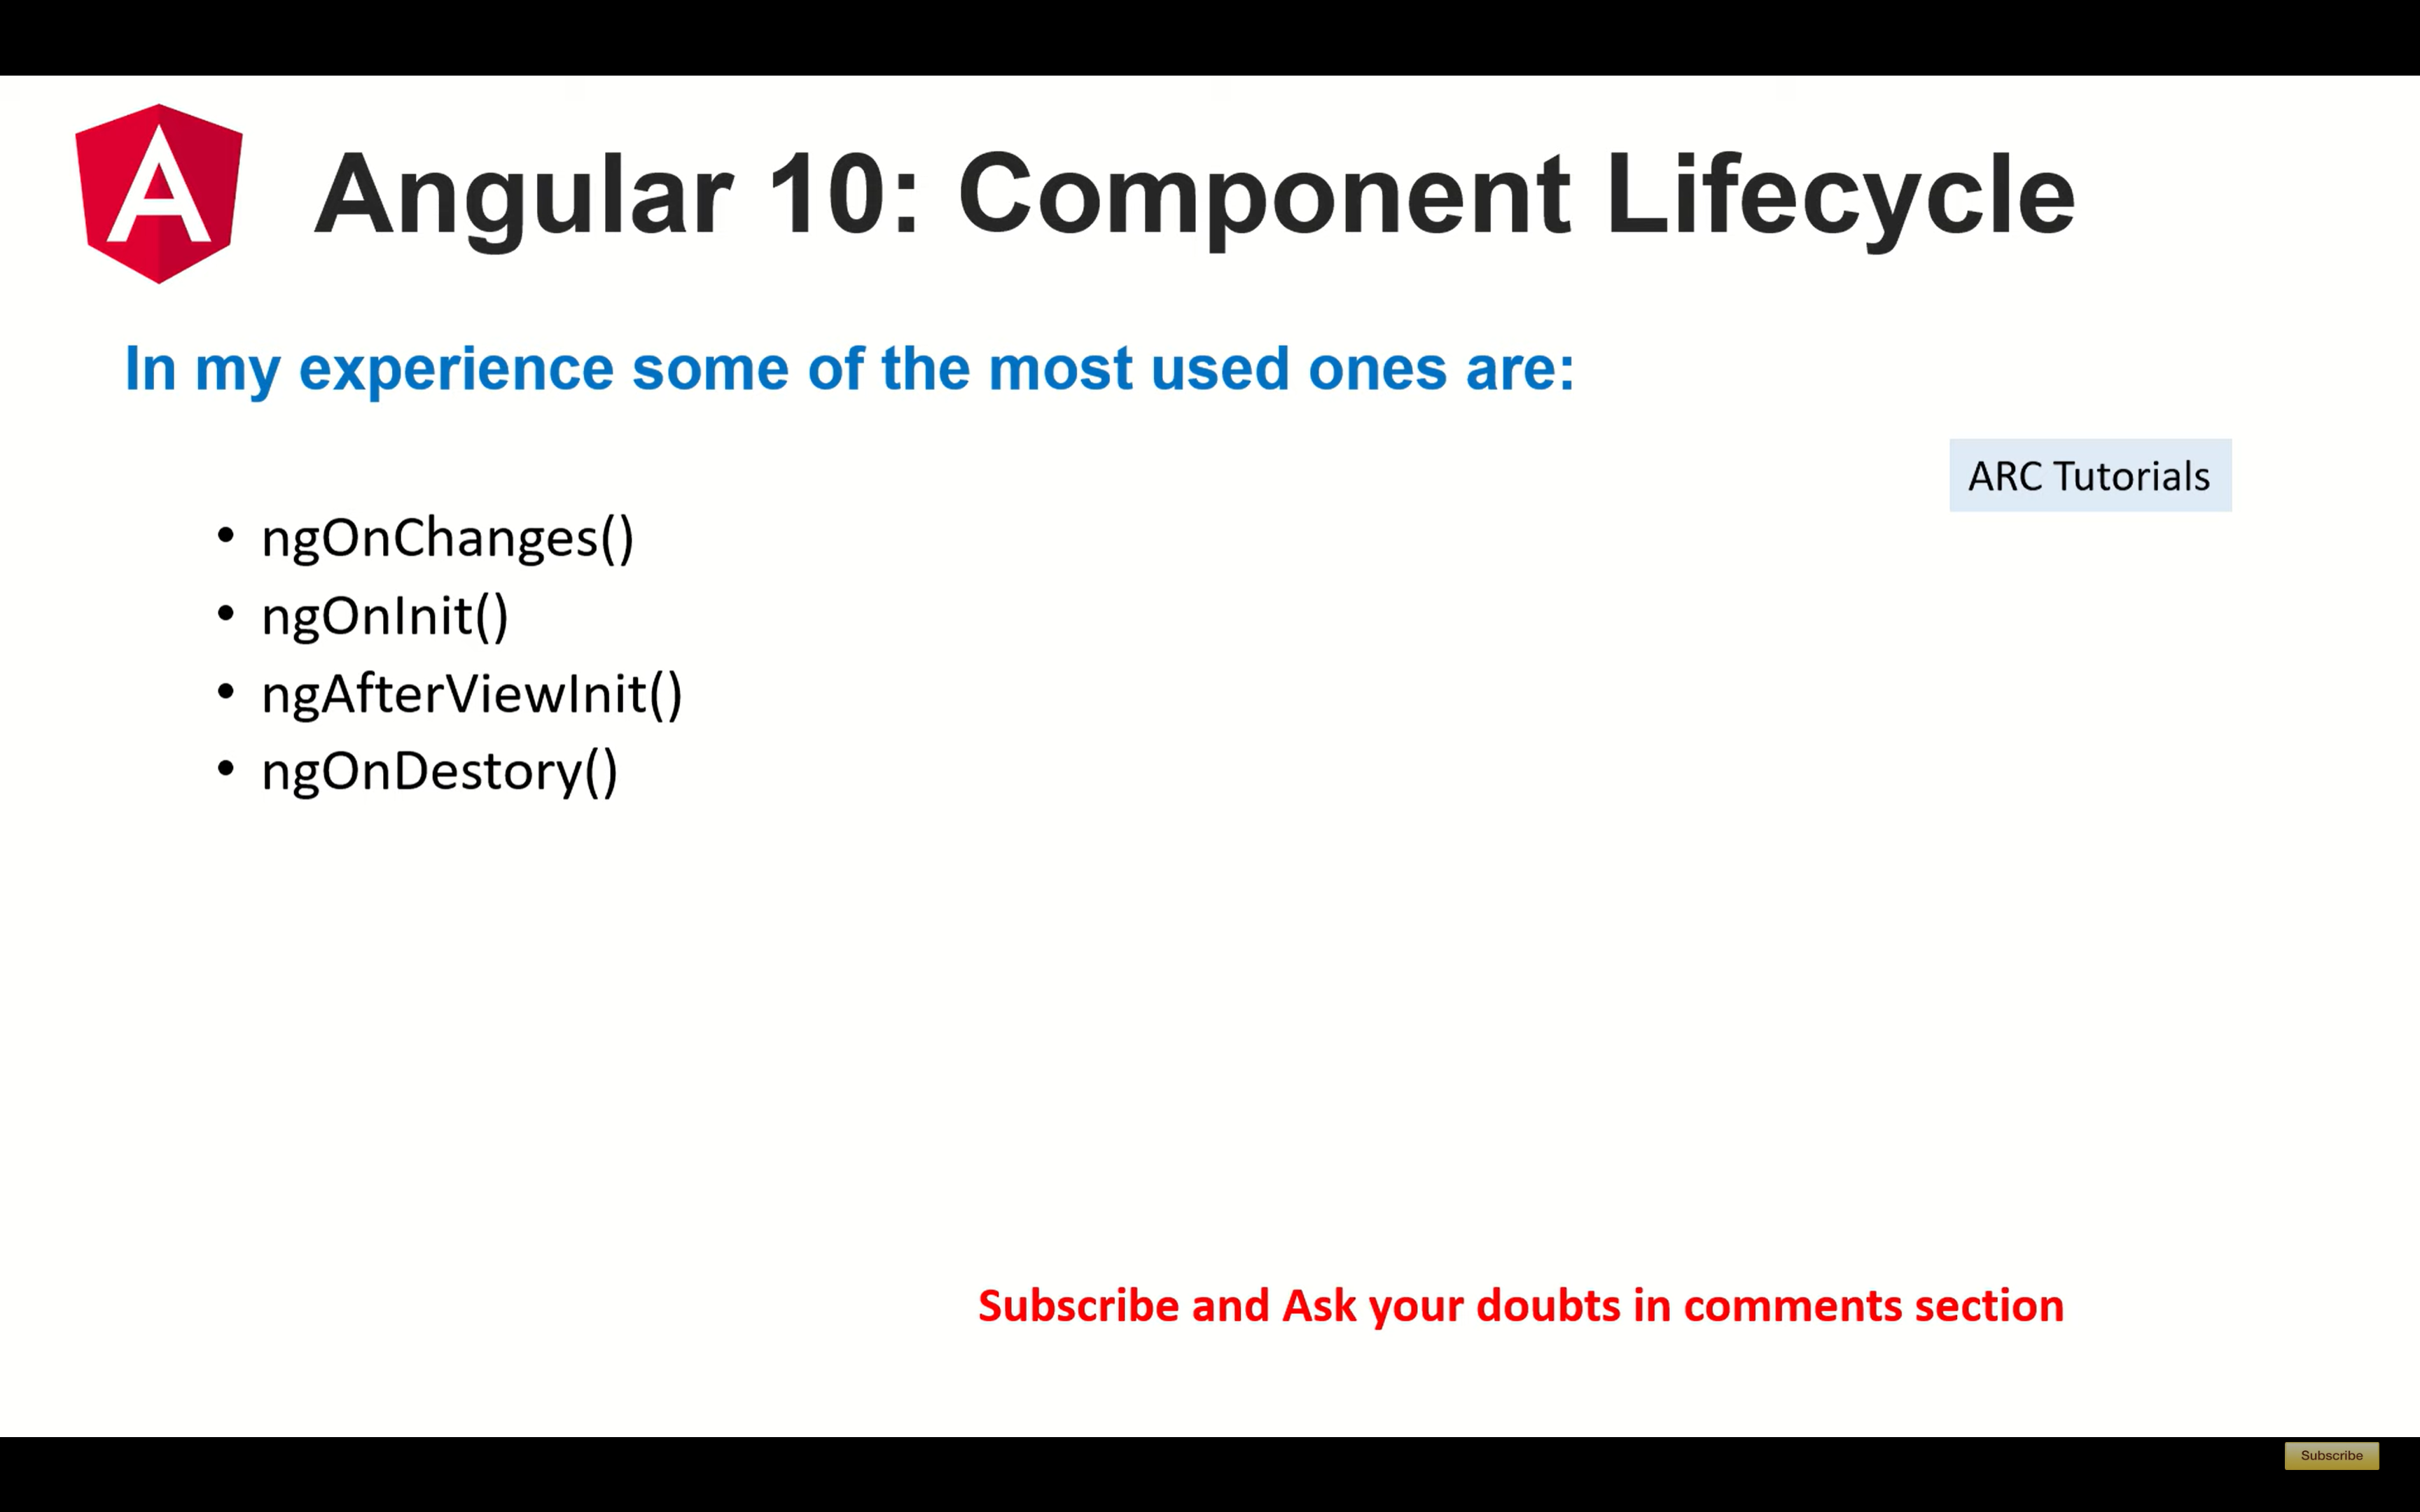 Angular 10: Component Lifecycle
In my experience some of the most used ones are:
ARC Tutorials
• ngOnChanges()
• ngOnInit()
• ngAfterViewInit()
• ngOnDestory()
Subscribe and Ask your doubts in comments section
Subscribe